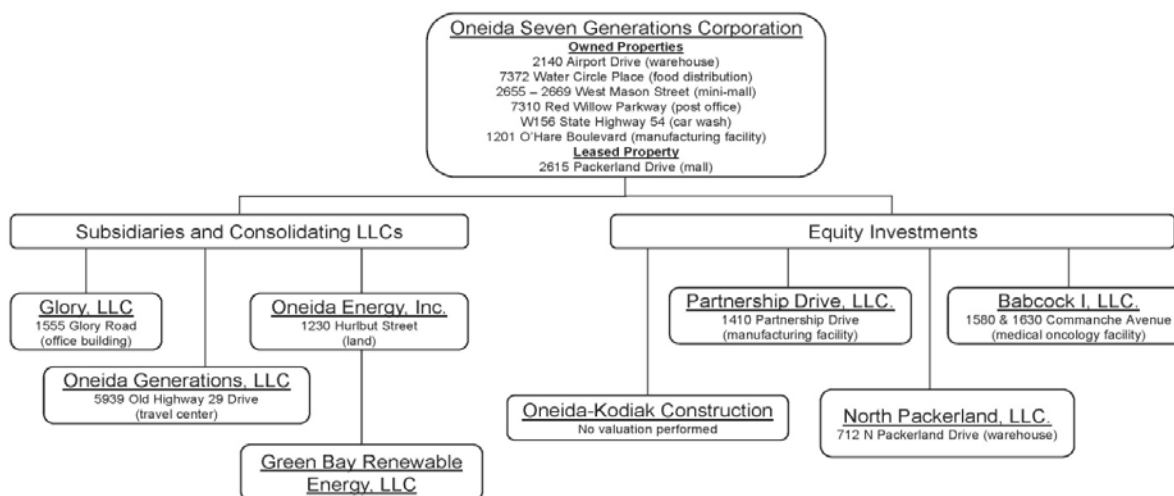 Oneida Seven Generations Corporation
Owned Properties
2140 Airport Drive (warehouse)
7372 Water Circle Place (food distribution)
2655 – 2669 West Mason Street (mini-mall)
7310 Red Willow Parkway (post office)
W156 State Highway 54 (car wash)
1201 O'Hare Boulevard (manufacturing facility)
Leased Property
2615 Packerland Drive (mall)
Subsidiaries and Consolidating LLCs
Equity Investments
Glory, LLC
1555 Glory Road
(office building)
Oneida Energy, Inc.
1230 Hurlbut Street
(land)
Partnership Drive, LLC.
1410 Partnership Drive
(manufacturing facility)
Babcock I, LLC.
1580 & 1630 Commanche Avenue
(medical oncology facility)
Oneida Generations, LLC
5939 Old Highway 29 Drive
(travel center)
Oneida-Kodiak Construction
No valuation performed
North Packerland, LLC.
712 N Packerland Drive (warehouse)
Green Bay Renewable
Energy, LLC